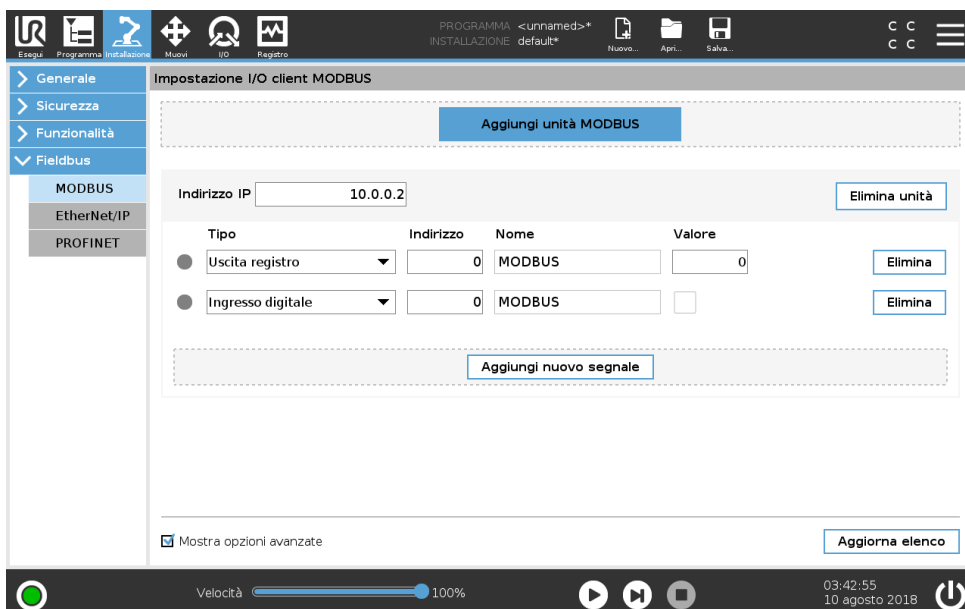 UR
PROGRAMMA <unnamed>*
INSTALLAZIONE default*
Esegui Programma Installazione Muovi I/O Registro Nuovo... Apri... Salva...
C C
C C
Generale
Sicurezza
Funzionalità
Fieldbus
MODBUS
EtherNet/IP
PROFINET
Impostazione I/O client MODBUS
Aggiungi unità MODBUS
Indirizzo IP 10.0.0.2 Elimina unità
Tipo Indirizzo Nome Valore
Uscita registro 0 MODBUS 0 Elimina
Ingresso digitale 0 MODBUS Elimina
Aggiungi nuovo segnale
Mostra opzioni avanzate Aggiorna elenco
Velocità 100%
03:42:55
10 agosto 2018